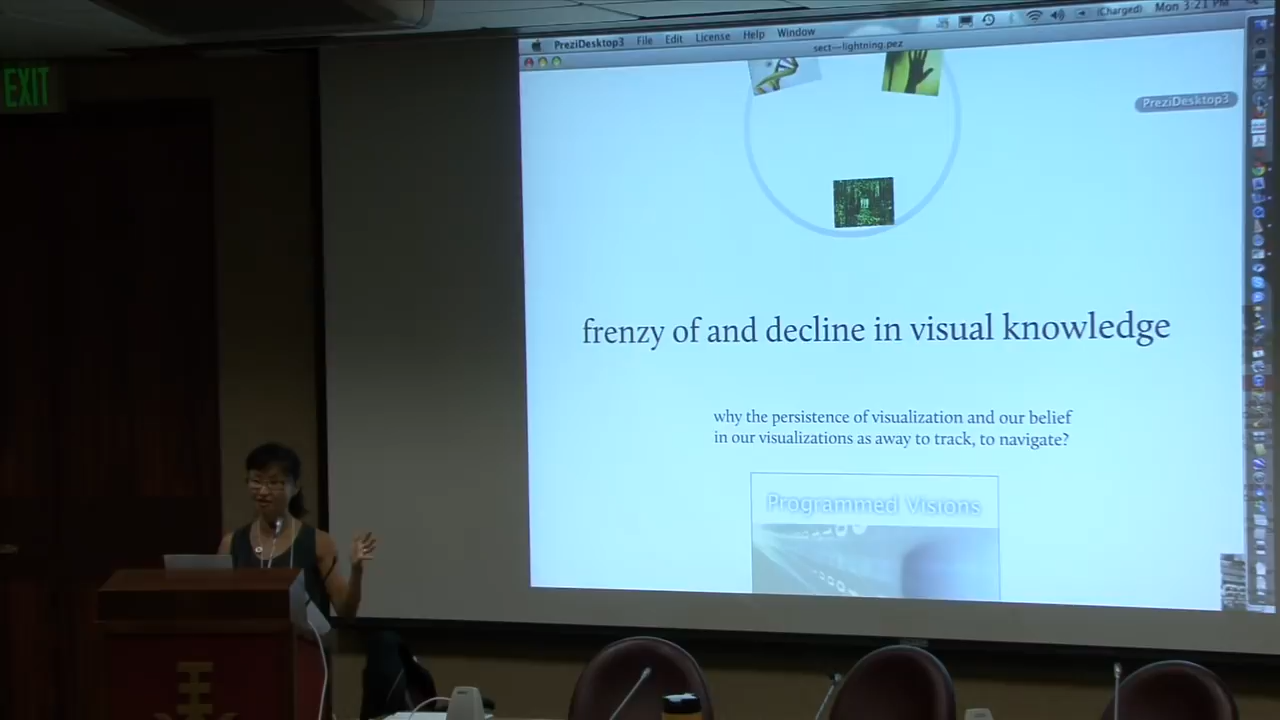 EXIT
PreziDesktop3 File Edit License Help Window
(Charged) Mon 3:21 PM
sect—lightning.pez
PreziDesktop3
frenzy of and decline in visual knowledge
why the persistence of visualization and our belief
in our visualizations as away to track, to navigate?
Programmed Visions